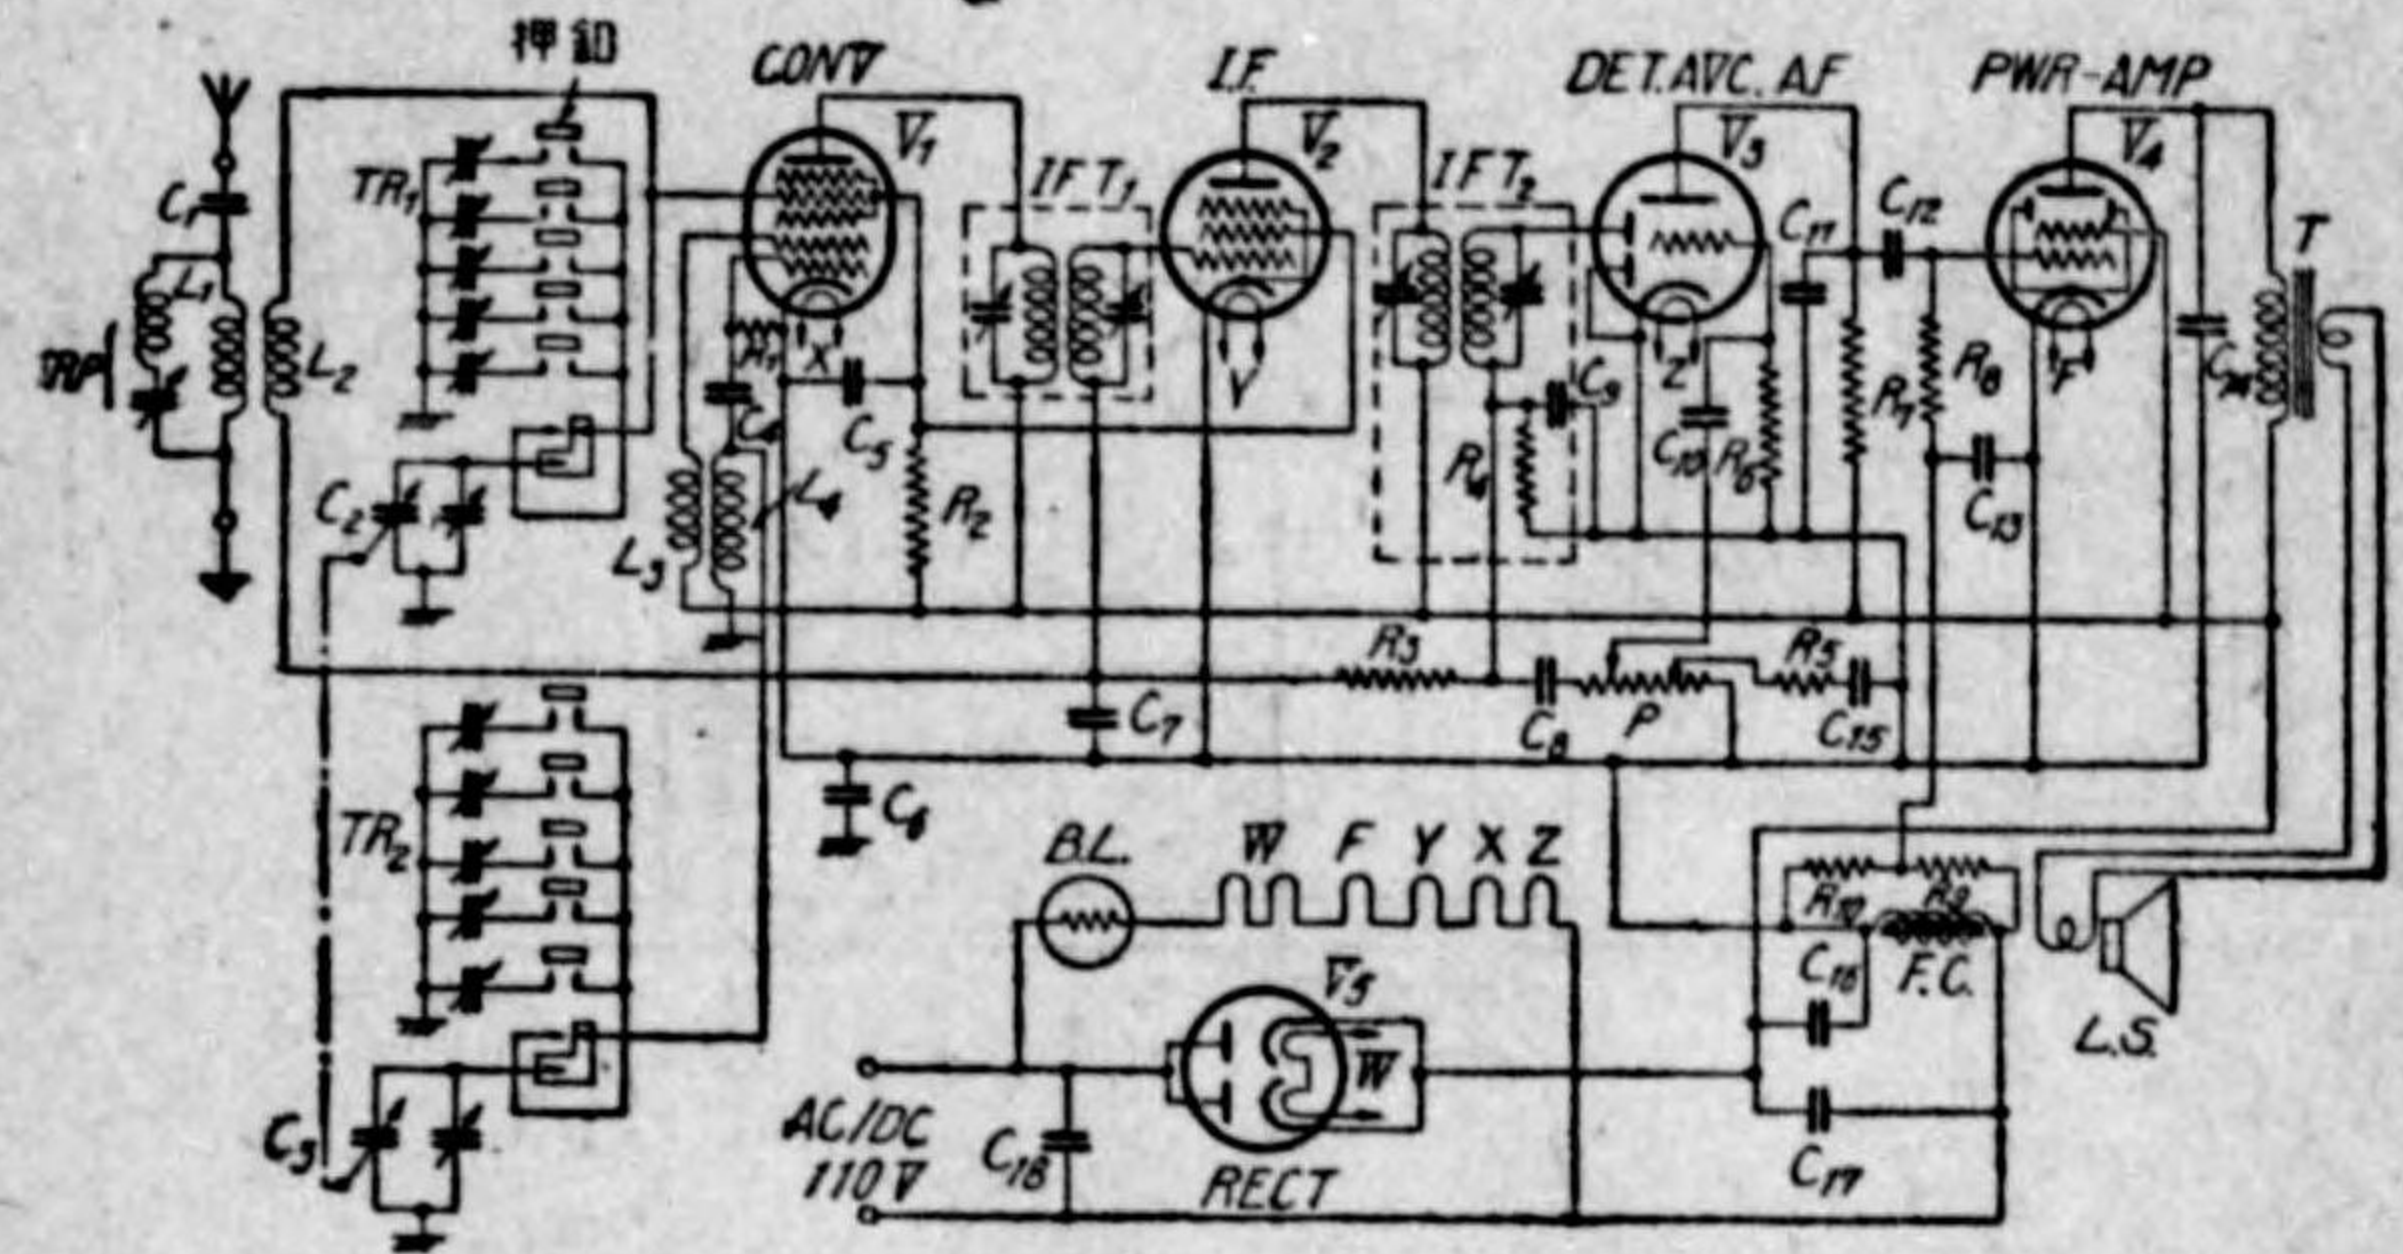 押鈕
CONV
I.F.
DET. AVC. AF
PWR-AMP
V1
V2
V3
V4
TR1
IFT1
IFT2
C11
C12
T
C1
L1
L2
R1
X
C9
Z
R7
R8
F
C14
C4
C5
C10
R6
R4
C2
L4
R2
L3
C13
R3
R5
C7
C8
P
C15
TR2
C6
B.L.
W
F
Y
X
Z
R10
R9
C16
F.C.
V5
W
L.S.
AC/DC
110V
C18
RECT
C17
C3